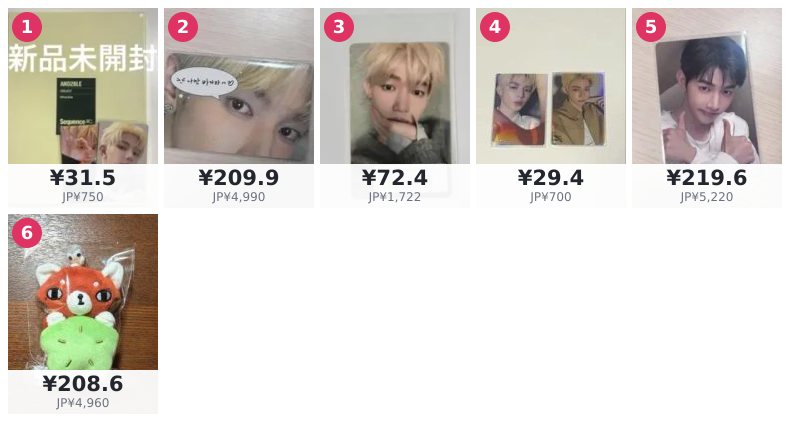 1
新品未開封
AND2BLE
Sequence
¥31.5
JP¥750
2
¥209.9
JP¥4,990
3
¥72.4
JP¥1,722
4
¥29.4
JP¥700
5
¥219.6
JP¥5,220
6
¥208.6
JP¥4,960